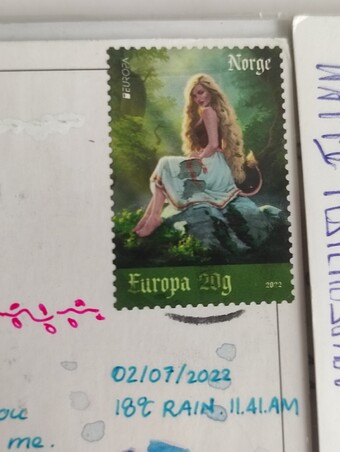 EUROPA
Norge
Europa 20g
2022
02/07/2022
18°C RAIN. 11.41.AM
me.